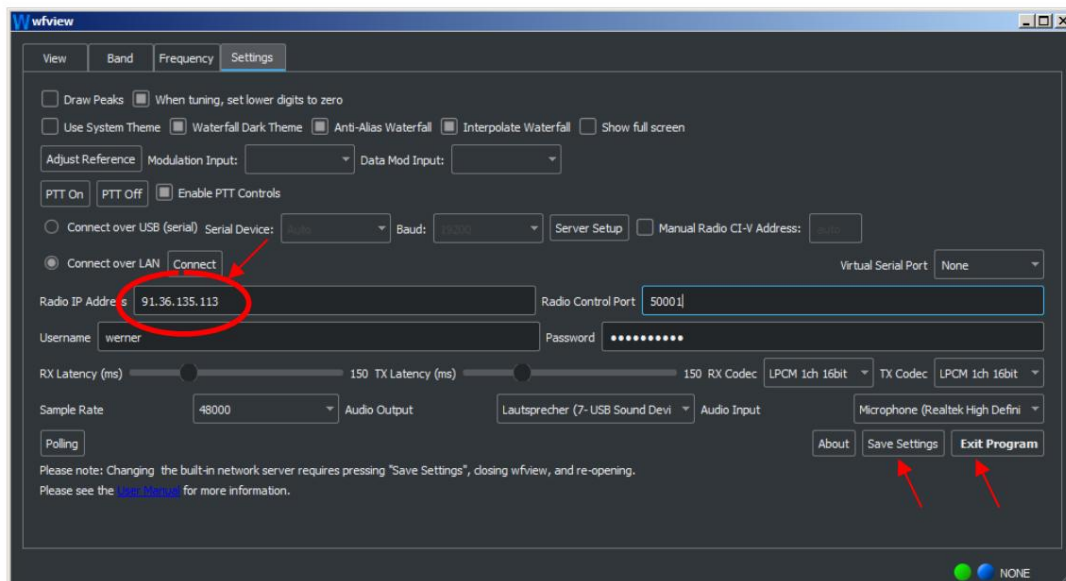 wfview
View Band Frequency Settings
Draw Peaks When tuning, set lower digits to zero
Use System Theme Waterfall Dark Theme Anti-Alias Waterfall Interpolate Waterfall Show full screen
Adjust Reference Modulation Input: Data Mod Input:
PTT On PTT Off Enable PTT Controls
Connect over USB (serial) Serial Device: Auto Baud: 19200 Server Setup Manual Radio CI-V Address: auto
Connect over LAN Connect Virtual Serial Port None
Radio IP Address 91.36.135.113 Radio Control Port 50001
Username werner Password ●●●●●●●●●●
RX Latency (ms) 150 TX Latency (ms) 150 RX Codec LPCM 1ch 16bit TX Codec LPCM 1ch 16bit
Sample Rate 48000 Audio Output Lautsprecher (7- USB Sound Devi Audio Input Microphone (Realtek High Defini
Polling About Save Settings Exit Program
Please note: Changing the built-in network server requires pressing "Save Settings", closing wfview, and re-opening.
Please see the User Manual for more information.
NONE